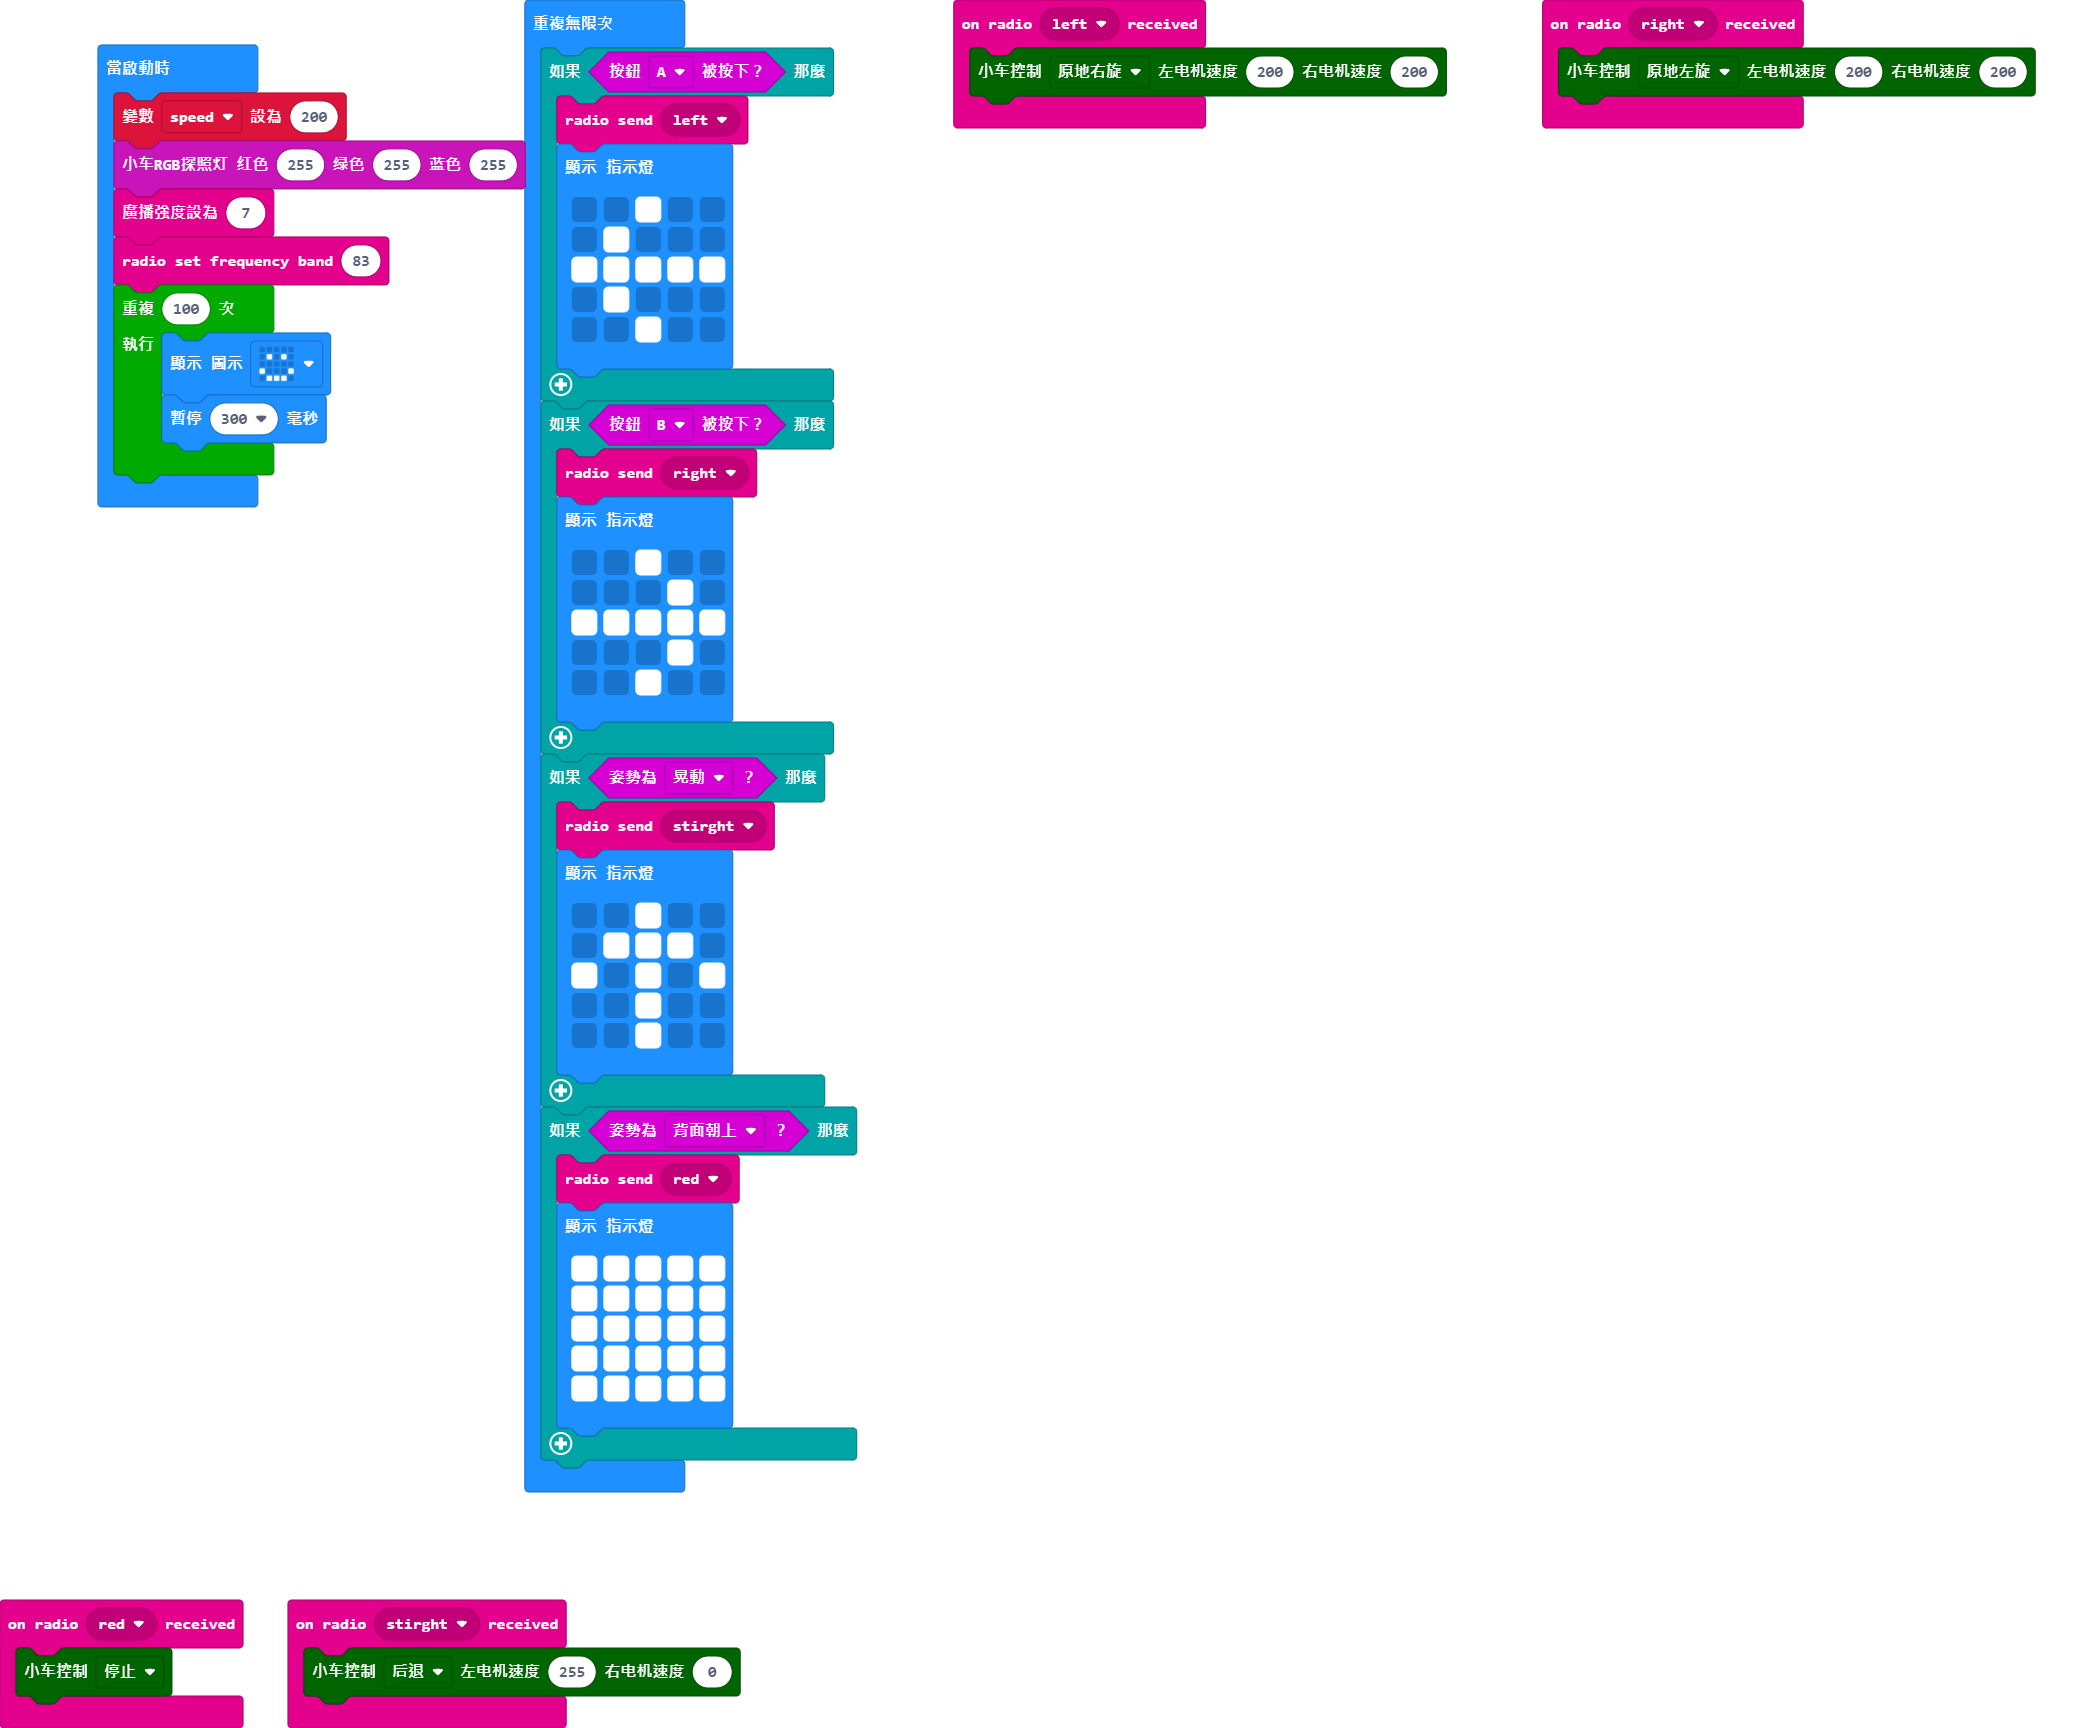 當啟動時
變數 speed 設為 200
小车RGB探照灯 红色 255 绿色 255 蓝色 255
廣播強度設為 7
radio set frequency band 83
重複 100 次
執行
顯示 圖示
暫停 300 毫秒
重複無限次
如果 按鈕 A 被按下？ 那麼
radio send left
顯示 指示燈
如果 按鈕 B 被按下？ 那麼
radio send right
顯示 指示燈
如果 姿勢為 晃動 ？ 那麼
radio send stirght
顯示 指示燈
如果 姿勢為 背面朝上 ？ 那麼
radio send red
顯示 指示燈
on radio left received
小车控制 原地右旋 左电机速度 200 右电机速度 200
on radio right received
小车控制 原地左旋 左电机速度 200 右电机速度 200
on radio red received
小车控制 停止
on radio stirght received
小车控制 后退 左电机速度 255 右电机速度 0